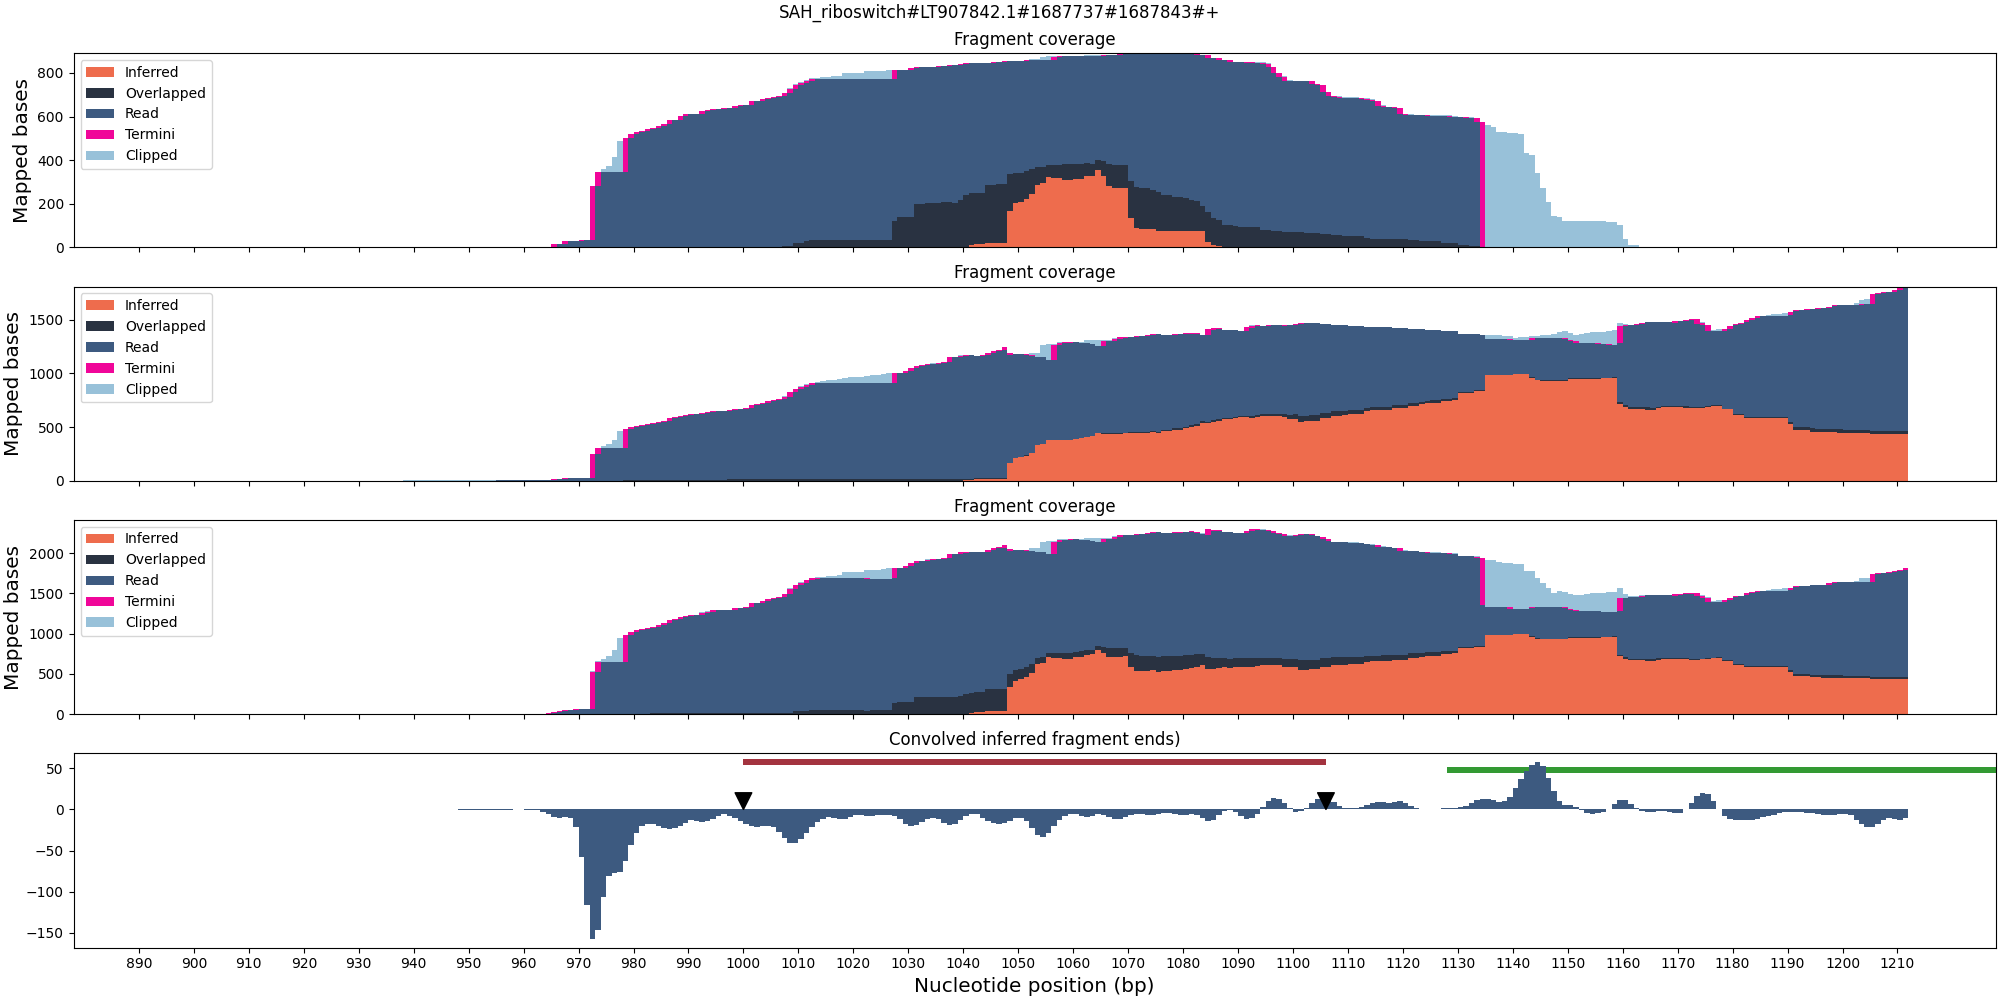 SAH_riboswitch#LT907842.1#1687737#1687843#+
Fragment coverage
Mapped bases
800
600
400
200
0
Inferred
Overlapped
Read
Termini
Clipped
Fragment coverage
Mapped bases
1500
1000
500
0
Inferred
Overlapped
Read
Termini
Clipped
Fragment coverage
Mapped bases
2000
1500
1000
500
0
Inferred
Overlapped
Read
Termini
Clipped
Convolved inferred fragment ends)
50
0
−50
−100
−150
890 900 910 920 930 940 950 960 970 980 990 1000 1010 1020 1030 1040 1050 1060 1070 1080 1090 1100 1110 1120 1130 1140 1150 1160 1170 1180 1190 1200 1210
Nucleotide position (bp)